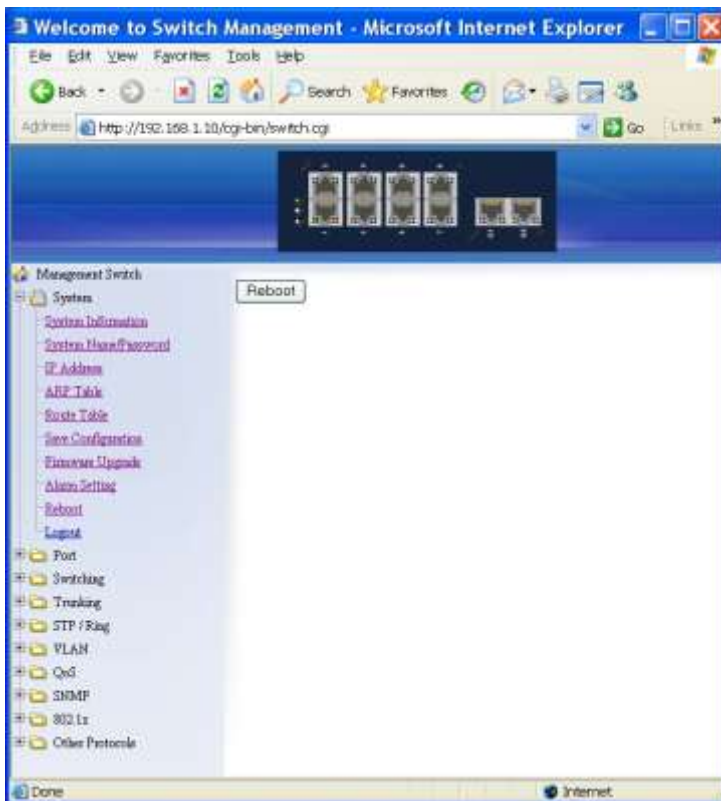 Welcome to Switch Management - Microsoft Internet Explorer
File Edit View Favorites Tools Help
Back Search Favorites
Address http://192.168.1.10/cgi-bin/switch.cgi Go Links »
Management Switch
System
System Information
System Name/Password
IP Address
ARP Table
Route Table
Save Configuration
Firmware Upgrade
Alarm Setting
Reboot
Logout
Port
Switching
Trunking
STP / Ring
VLAN
QoS
SNMP
802.1x
Other Protocols
Reboot
Done Internet